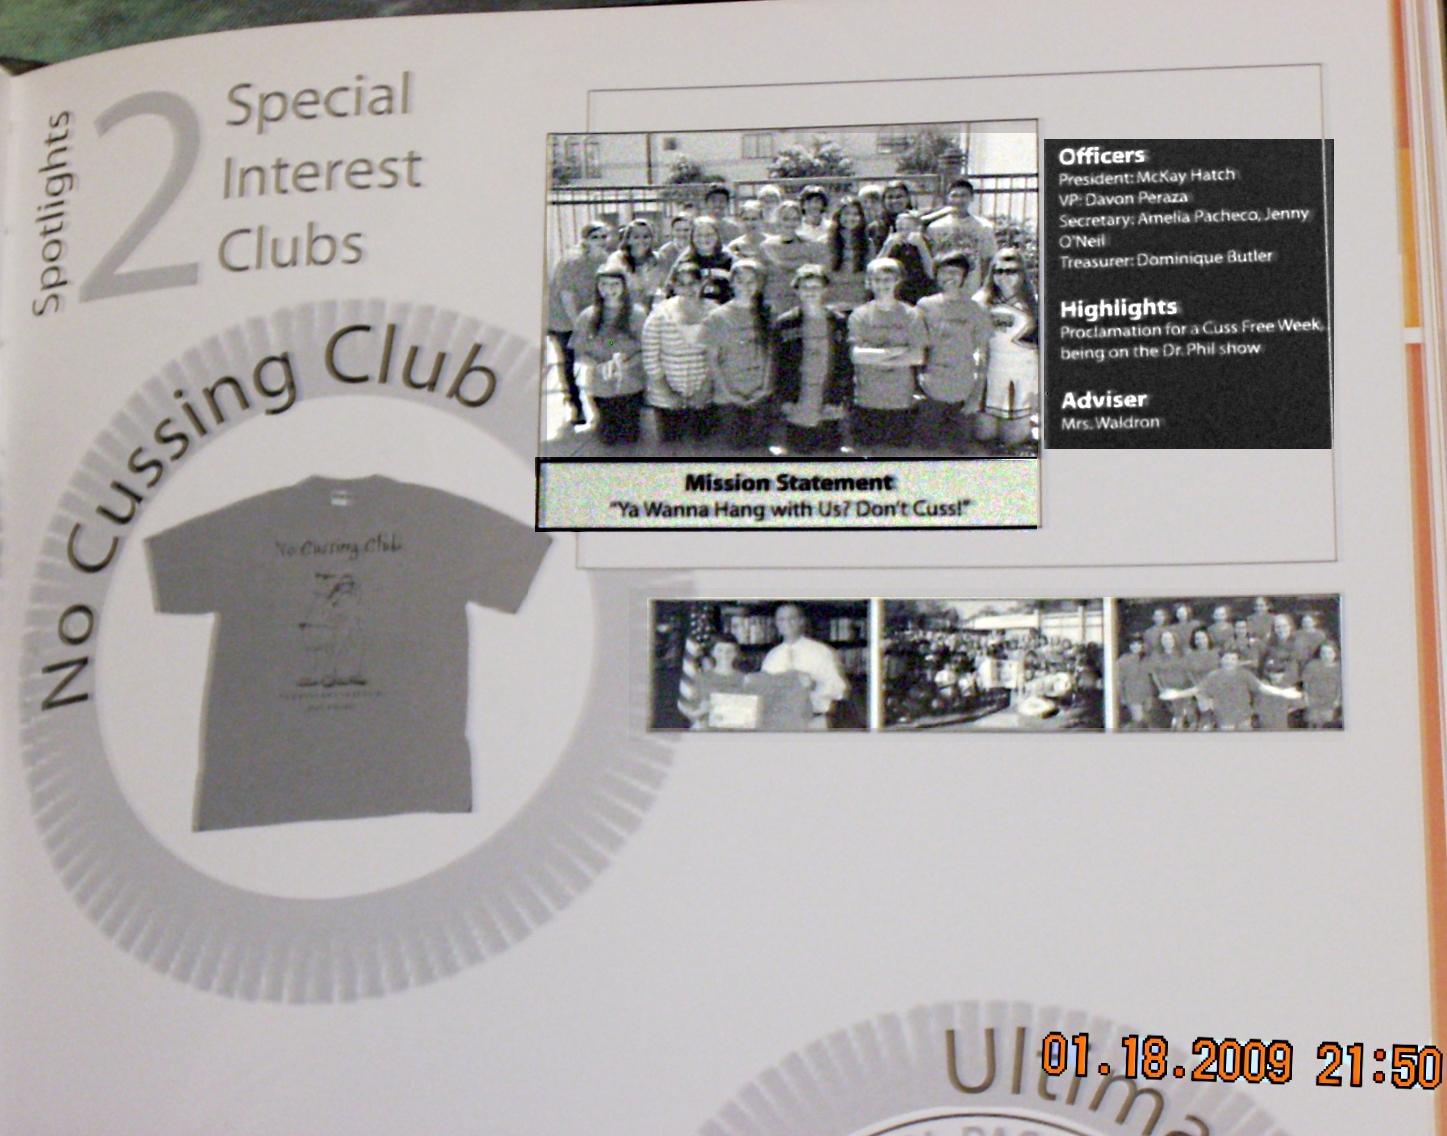 Spotlights
2
Special
Interest
Clubs
No Cussing Club
No Cussing Club
Officers
President: McKay Hatch
VP: Davon Peraza
Secretary: Amelia Pacheco, Jenny
O'Neil
Treasurer: Dominique Butler
Highlights
Proclamation for a Cuss Free Week,
being on the Dr. Phil show
Adviser
Mrs. Waldron
Mission Statement
"Ya Wanna Hang with Us? Don't Cuss!"
Ultima
01.18.2009 21:50